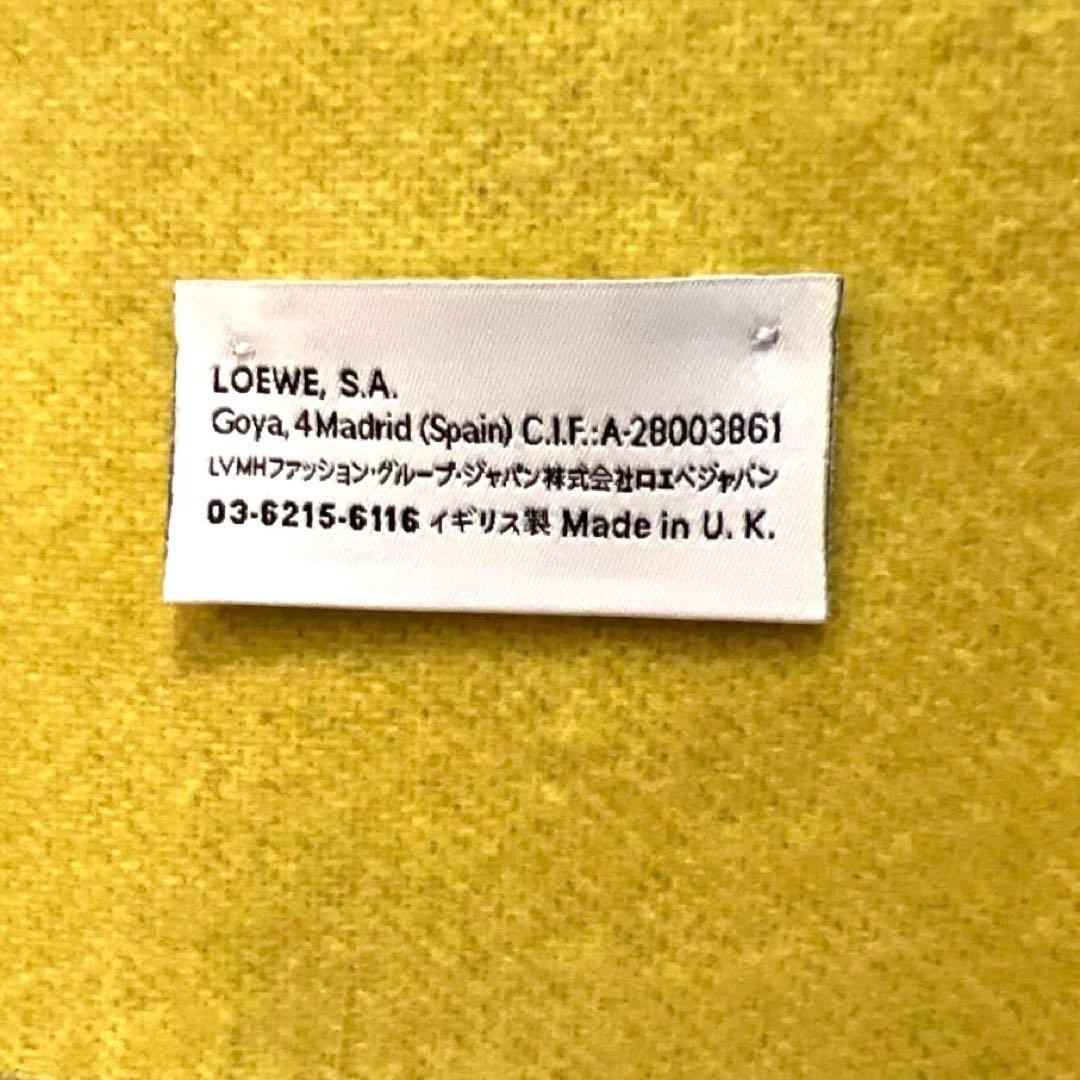 LOEWE, S.A.
Goya, 4 Madrid (Spain) C.I.F.:A-28003861
LVMHファッション・グループ・ジャパン株式会社ロエベジャパン
03-6215-6116 イギリス製 Made in U. K.